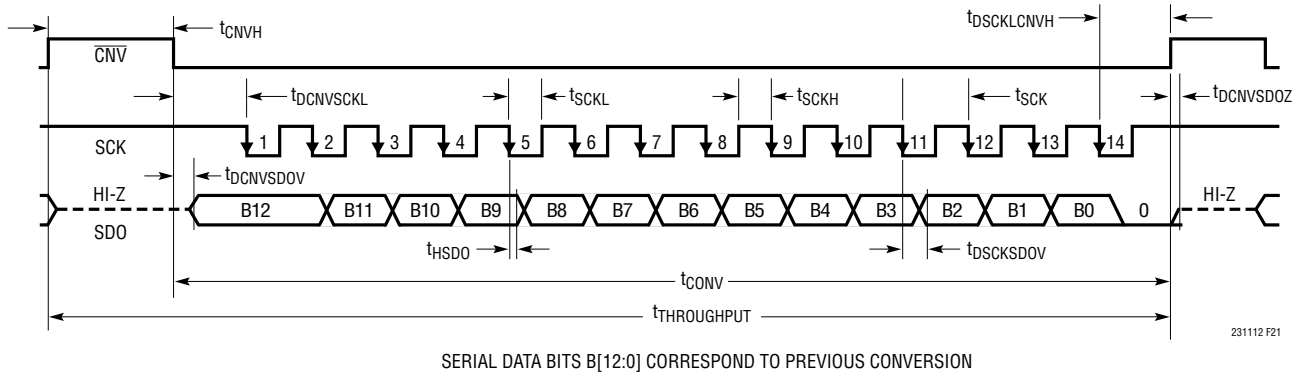 tCNVH
tDSCKLCNVH
CNV
tDCNVSCKL
tSCKL
tSCKH
tSCK
tDCNVSDOZ
SCK
1 2 3 4 5 6 7 8 9 10 11 12 13 14
tDCNVSDOV
HI-Z
SDO
B12 B11 B10 B9 B8 B7 B6 B5 B4 B3 B2 B1 B0 0
HI-Z
tHSDO
tDSCKSDOV
tCONV
tTHROUGHPUT
231112 F21
SERIAL DATA BITS B[12:0] CORRESPOND TO PREVIOUS CONVERSION